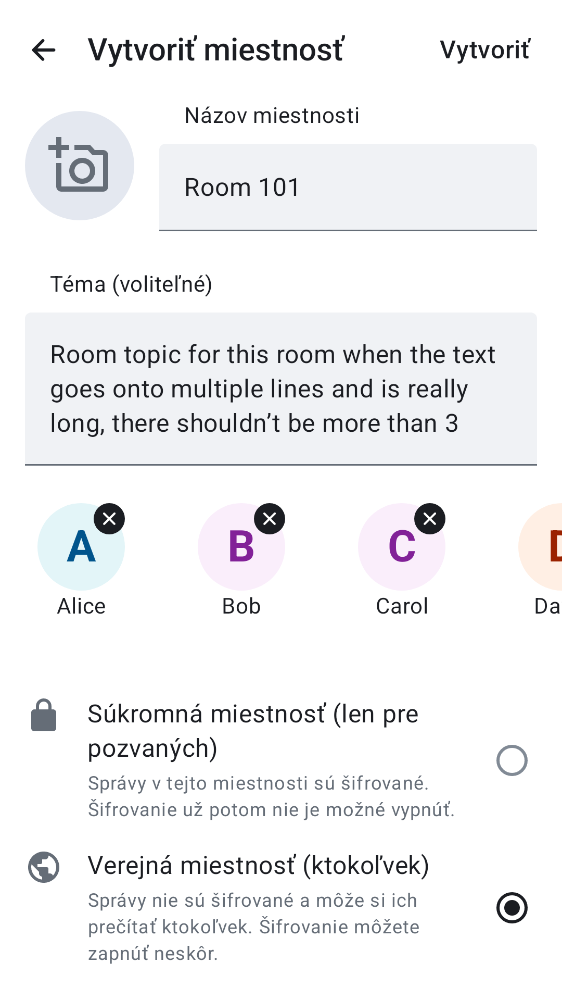 Vytvoriť miestnosť
Vytvoriť
Názov miestnosti
Room 101
Téma (voliteľné)
Room topic for this room when the text
goes onto multiple lines and is really
long, there shouldn’t be more than 3
A
B
C
Alice
Bob
Carol
Da
Súkromná miestnosť (len pre
pozvaných)
Správy v tejto miestnosti sú šifrované.
Šifrovanie už potom nie je možné vypnúť.
Verejná miestnosť (ktokoľvek)
Správy nie sú šifrované a môže si ich
prečítať ktokoľvek. Šifrovanie môžete
zapnúť neskôr.